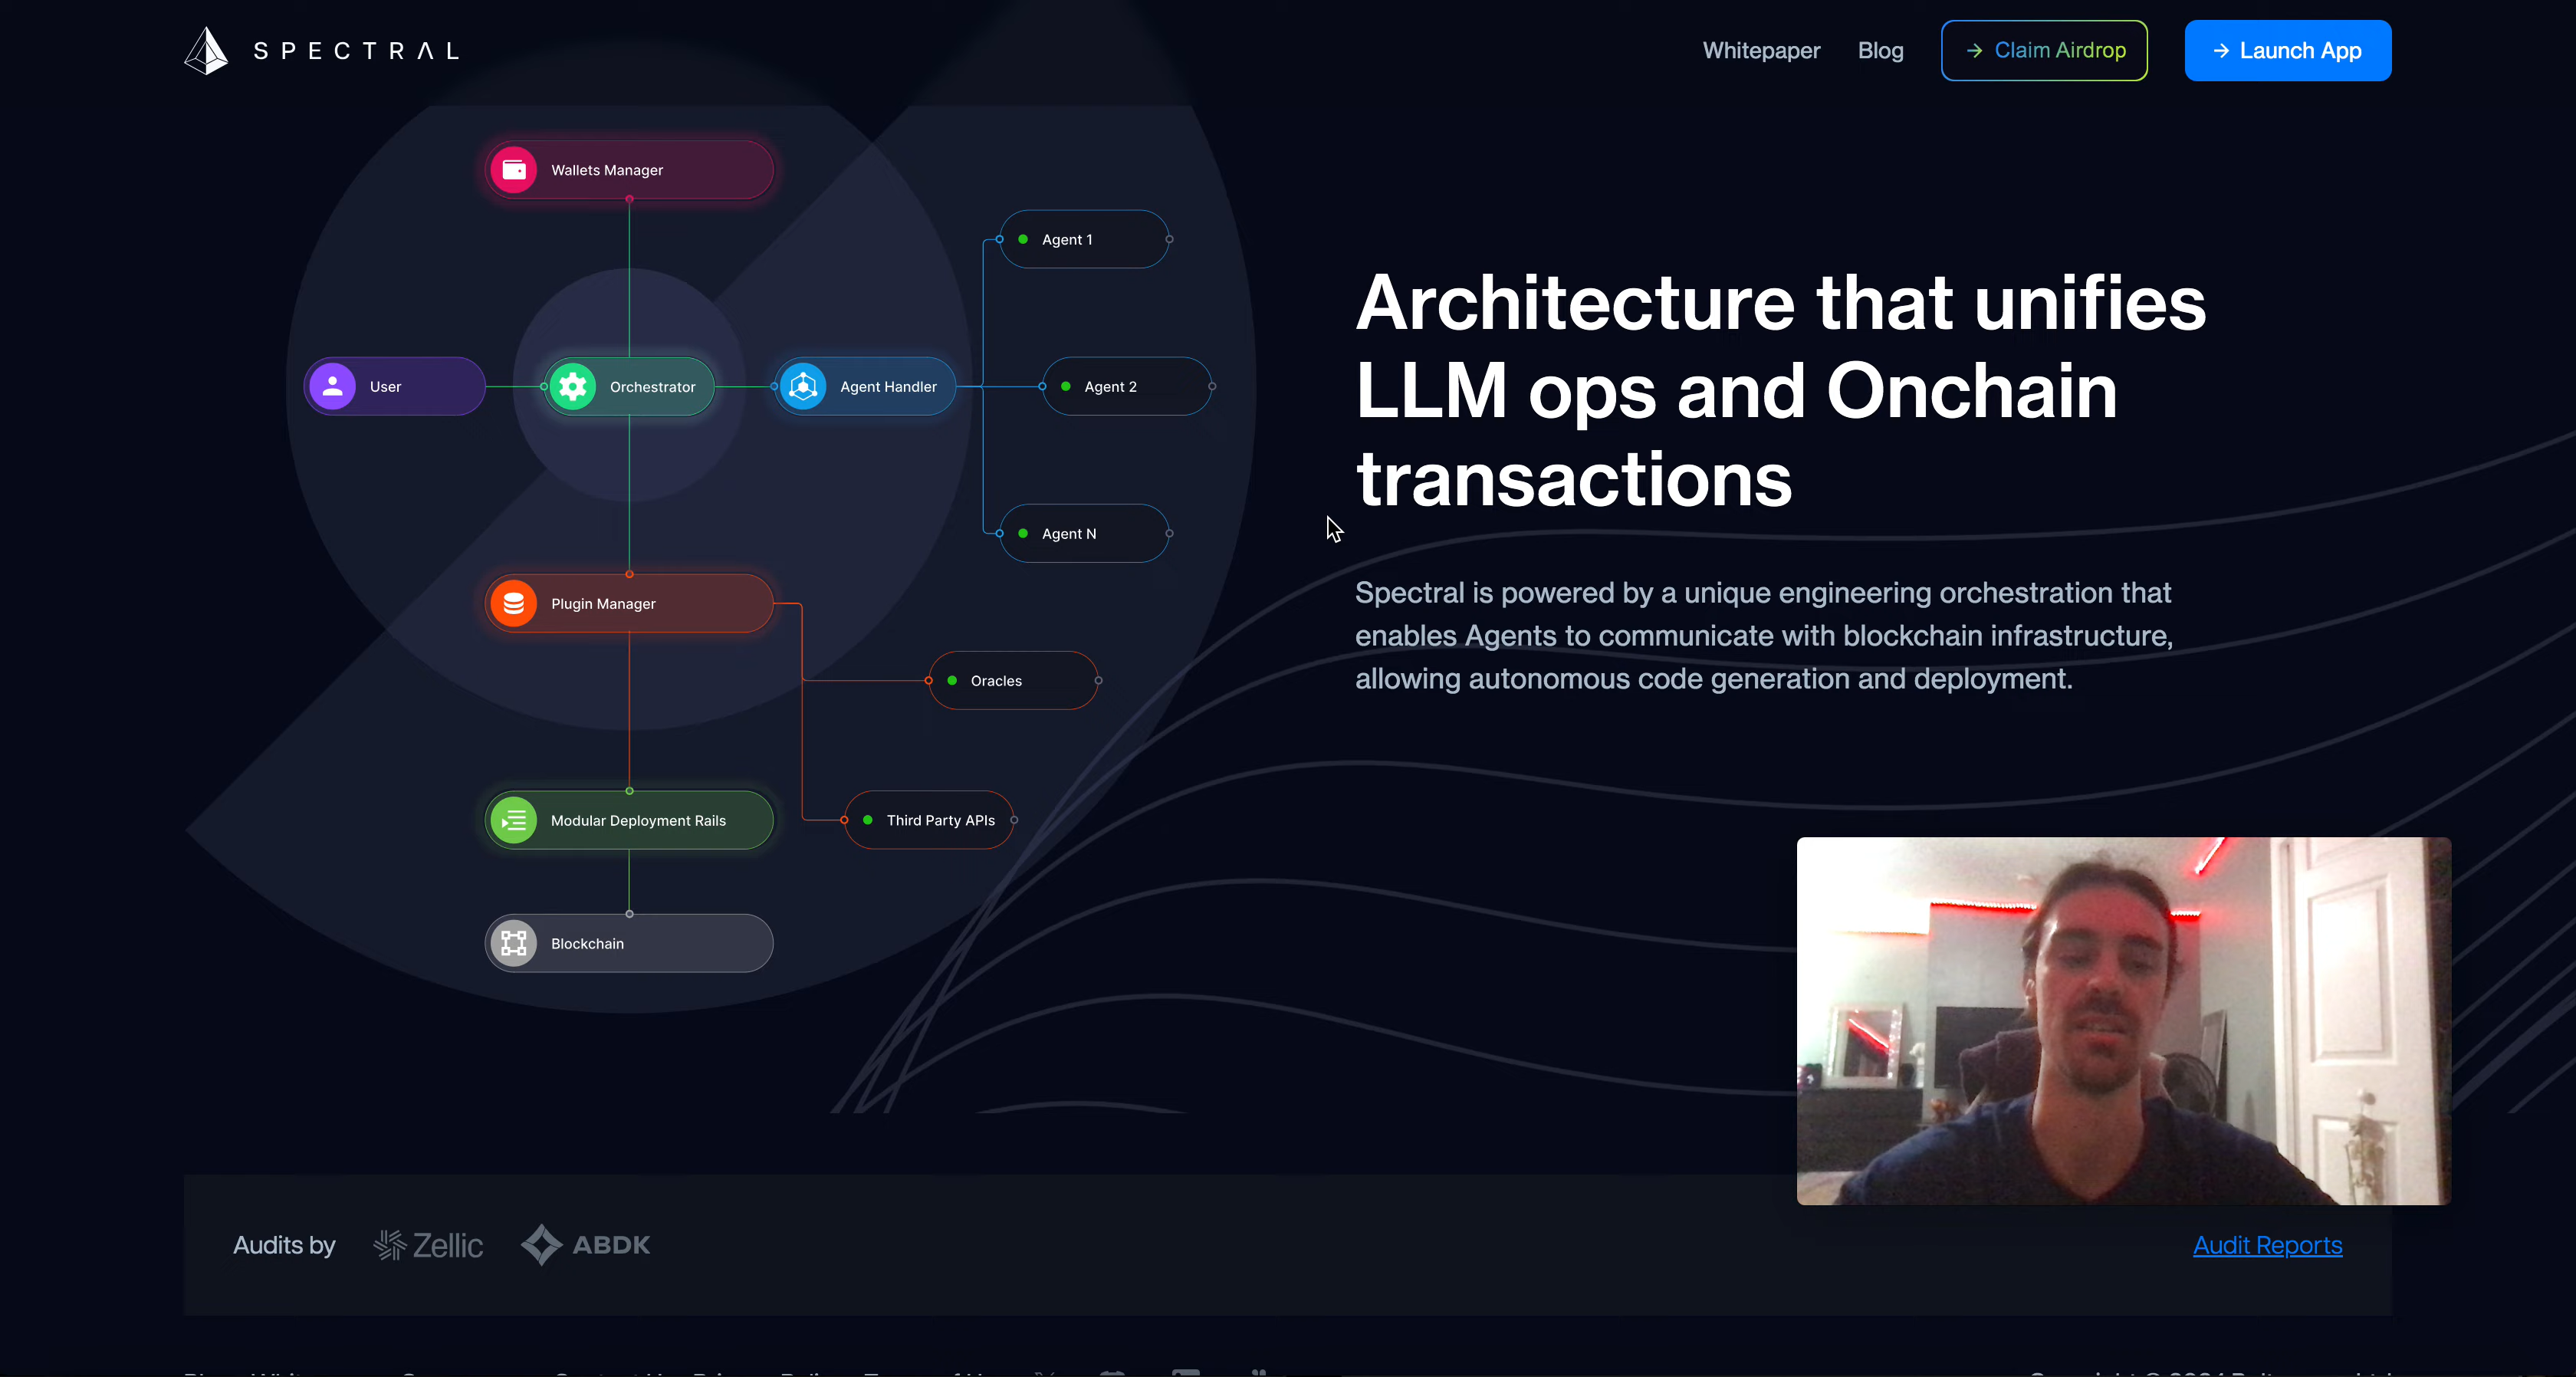 SPECTRAL
Whitepaper
Blog
→ Claim Airdrop
→ Launch App
Wallets Manager
Agent 1
User
Orchestrator
Agent Handler
Agent 2
Agent N
Plugin Manager
Oracles
Modular Deployment Rails
Third Party APIs
Blockchain
Architecture that unifies
LLM ops and Onchain
transactions
Spectral is powered by a unique engineering orchestration that
enables Agents to communicate with blockchain infrastructure,
allowing autonomous code generation and deployment.
Audits by
Zellic
ABDK
Audit Reports